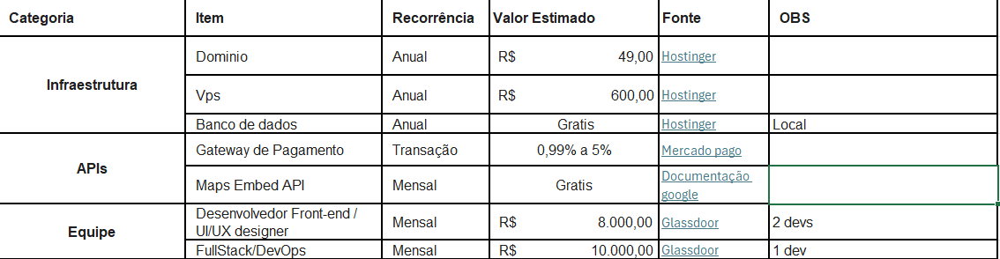 Categoria Item Recorrência Valor Estimado Fonte OBS
Infraestrutura
Dominio Anual R$ 49,00 Hostinger
Vps Anual R$ 600,00 Hostinger
Banco de dados Anual Gratis Hostinger Local
APIs
Gateway de Pagamento Transação 0,99% a 5% Mercado pago
Maps Embed API Mensal Gratis Documentação
google
Equipe
Desenvolvedor Front-end /
UI/UX designer Mensal R$ 8.000,00 Glassdoor 2 devs
FullStack/DevOps Mensal R$ 10.000,00 Glassdoor 1 dev